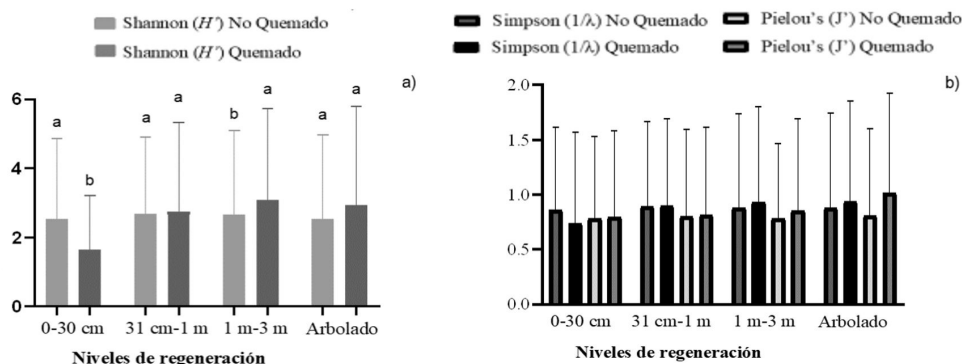 Shannon (H´) No Quemado
Shannon (H´) Quemado
a)
6
4
2
0
a
b
a
a
b
a
a
a
0-30 cm
31 cm-1 m
1 m-3 m
Arbolado
Niveles de regeneración
Simpson (1/λ) No Quemado
Pielou's (J') No Quemado
Simpson (1/λ) Quemado
Pielou's (J') Quemado
b)
2.0
1.5
1.0
0.5
0.0
0-30 cm
31 cm-1 m
1 m-3 m
Arbolado
Niveles de regeneración